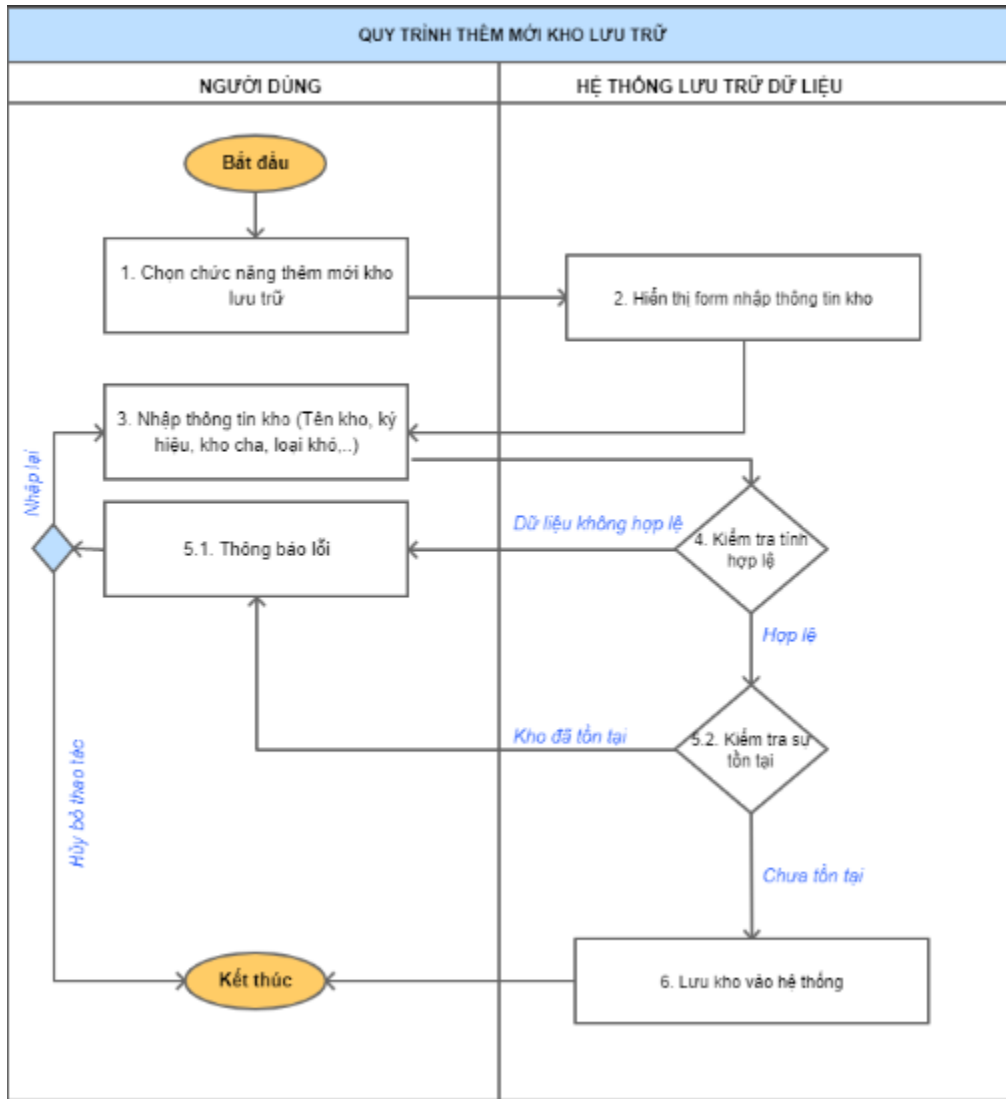 QUY TRÌNH THÊM MỚI KHO LƯU TRỮ
NGƯỜI DÙNG
HỆ THỐNG LƯU TRỮ DỮ LIỆU
Bắt đầu
1. Chọn chức năng thêm mới kho
lưu trữ
2. Hiển thị form nhập thông tin kho
3. Nhập thông tin kho (Tên kho, ký
hiệu, kho cha, loại khó,..)
Nhập lại
Dữ liệu không hợp lệ
4. Kiểm tra tính
hợp lệ
5.1. Thông báo lỗi
Hợp lệ
Kho đã tồn tại
5.2. Kiểm tra sự
tồn tại
Hủy bỏ thao tác
Chưa tồn tại
Kết thúc
6. Lưu kho vào hệ thống